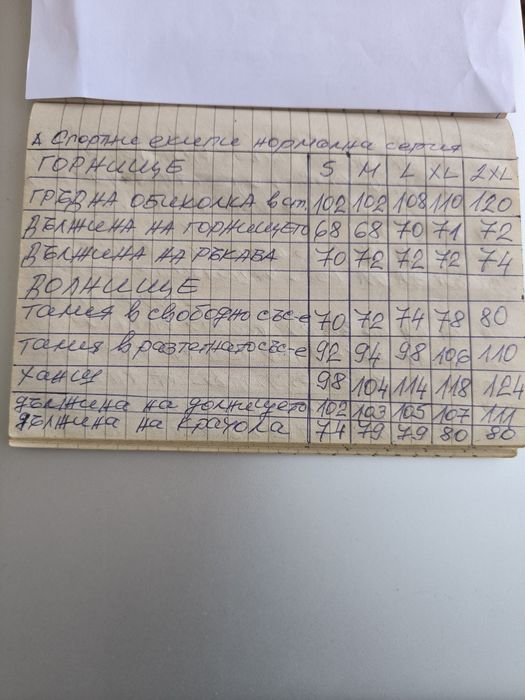 Спортни екипи нормална серия
ГОРНИЩЕ S M L XL 2XL
ГРЪДНА ОБИКОЛКА в ст. 102 102 108 110 120
ДЪЛЖИНА НА ГОРНИЩЕТО 68 68 70 71 72
ДЪЛЖИНА НА РЪКАВА 70 72 72 72 74
ДОЛНИЩЕ
талия в свободно със-е 70 72 74 78 80
талия в разтегнато със-е 92 94 98 106 110
ханш 98 104 114 118 124
дължина на долнището 102 103 105 107 111
дължина на крачола 74 79 79 80 80